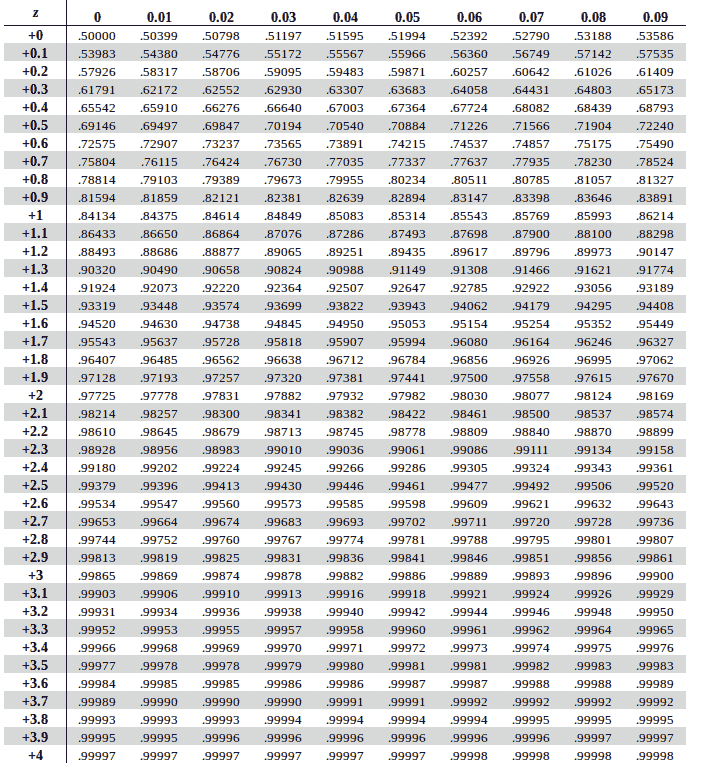 z 0 0.01 0.02 0.03 0.04 0.05 0.06 0.07 0.08 0.09
+0 .50000 .50399 .50798 .51197 .51595 .51994 .52392 .52790 .53188 .53586
+0.1 .53983 .54380 .54776 .55172 .55567 .55966 .56360 .56749 .57142 .57535
+0.2 .57926 .58317 .58706 .59095 .59483 .59871 .60257 .60642 .61026 .61409
+0.3 .61791 .62172 .62552 .62930 .63307 .63683 .64058 .64431 .64803 .65173
+0.4 .65542 .65910 .66276 .66640 .67003 .67364 .67724 .68082 .68439 .68793
+0.5 .69146 .69497 .69847 .70194 .70540 .70884 .71226 .71566 .71904 .72240
+0.6 .72575 .72907 .73237 .73565 .73891 .74215 .74537 .74857 .75175 .75490
+0.7 .75804 .76115 .76424 .76730 .77035 .77337 .77637 .77935 .78230 .78524
+0.8 .78814 .79103 .79389 .79673 .79955 .80234 .80511 .80785 .81057 .81327
+0.9 .81594 .81859 .82121 .82381 .82639 .82894 .83147 .83398 .83646 .83891
+1 .84134 .84375 .84614 .84849 .85083 .85314 .85543 .85769 .85993 .86214
+1.1 .86433 .86650 .86864 .87076 .87286 .87493 .87698 .87900 .88100 .88298
+1.2 .88493 .88686 .88877 .89065 .89251 .89435 .89617 .89796 .89973 .90147
+1.3 .90320 .90490 .90658 .90824 .90988 .91149 .91308 .91466 .91621 .91774
+1.4 .91924 .92073 .92220 .92364 .92507 .92647 .92785 .92922 .93056 .93189
+1.5 .93319 .93448 .93574 .93699 .93822 .93943 .94062 .94179 .94295 .94408
+1.6 .94520 .94630 .94738 .94845 .94950 .95053 .95154 .95254 .95352 .95449
+1.7 .95543 .95637 .95728 .95818 .95907 .95994 .96080 .96164 .96246 .96327
+1.8 .96407 .96485 .96562 .96638 .96712 .96784 .96856 .96926 .96995 .97062
+1.9 .97128 .97193 .97257 .97320 .97381 .97441 .97500 .97558 .97615 .97670
+2 .97725 .97778 .97831 .97882 .97932 .97982 .98030 .98077 .98124 .98169
+2.1 .98214 .98257 .98300 .98341 .98382 .98422 .98461 .98500 .98537 .98574
+2.2 .98610 .98645 .98679 .98713 .98745 .98778 .98809 .98840 .98870 .98899
+2.3 .98928 .98956 .98983 .99010 .99036 .99061 .99086 .99111 .99134 .99158
+2.4 .99180 .99202 .99224 .99245 .99266 .99286 .99305 .99324 .99343 .99361
+2.5 .99379 .99396 .99413 .99430 .99446 .99461 .99477 .99492 .99506 .99520
+2.6 .99534 .99547 .99560 .99573 .99585 .99598 .99609 .99621 .99632 .99643
+2.7 .99653 .99664 .99674 .99683 .99693 .99702 .99711 .99720 .99728 .99736
+2.8 .99744 .99752 .99760 .99767 .99774 .99781 .99788 .99795 .99801 .99807
+2.9 .99813 .99819 .99825 .99831 .99836 .99841 .99846 .99851 .99856 .99861
+3 .99865 .99869 .99874 .99878 .99882 .99886 .99889 .99893 .99896 .99900
+3.1 .99903 .99906 .99910 .99913 .99916 .99918 .99921 .99924 .99926 .99929
+3.2 .99931 .99934 .99936 .99938 .99940 .99942 .99944 .99946 .99948 .99950
+3.3 .99952 .99953 .99955 .99957 .99958 .99960 .99961 .99962 .99964 .99965
+3.4 .99966 .99968 .99969 .99970 .99971 .99972 .99973 .99974 .99975 .99976
+3.5 .99977 .99978 .99978 .99979 .99980 .99981 .99981 .99982 .99983 .99983
+3.6 .99984 .99985 .99985 .99986 .99986 .99987 .99987 .99988 .99988 .99989
+3.7 .99989 .99990 .99990 .99990 .99991 .99991 .99992 .99992 .99992 .99992
+3.8 .99993 .99993 .99993 .99994 .99994 .99994 .99994 .99995 .99995 .99995
+3.9 .99995 .99995 .99996 .99996 .99996 .99996 .99996 .99996 .99997 .99997
+4 .99997 .99997 .99997 .99997 .99997 .99997 .99998 .99998 .99998 .99998